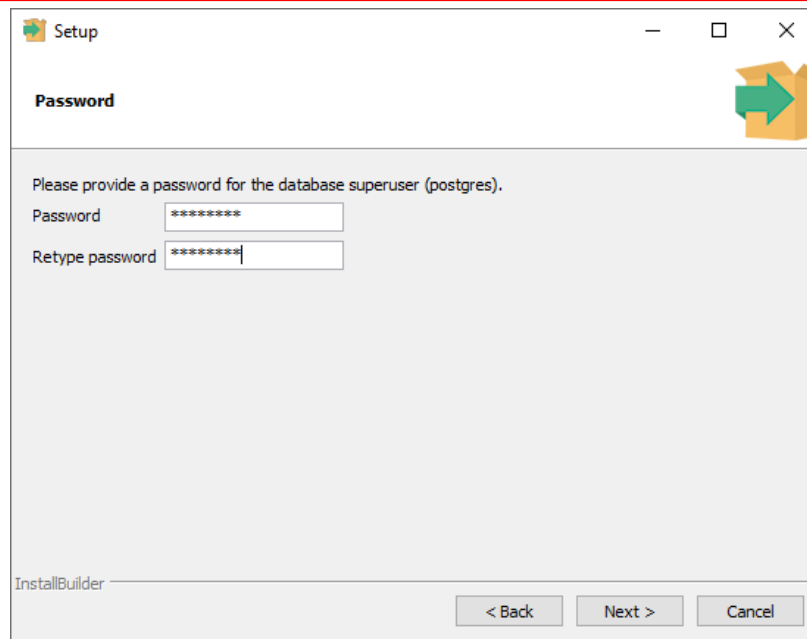 Setup
Password
Please provide a password for the database superuser (postgres).
Password ********
Retype password ********
InstallBuilder
< Back Next > Cancel